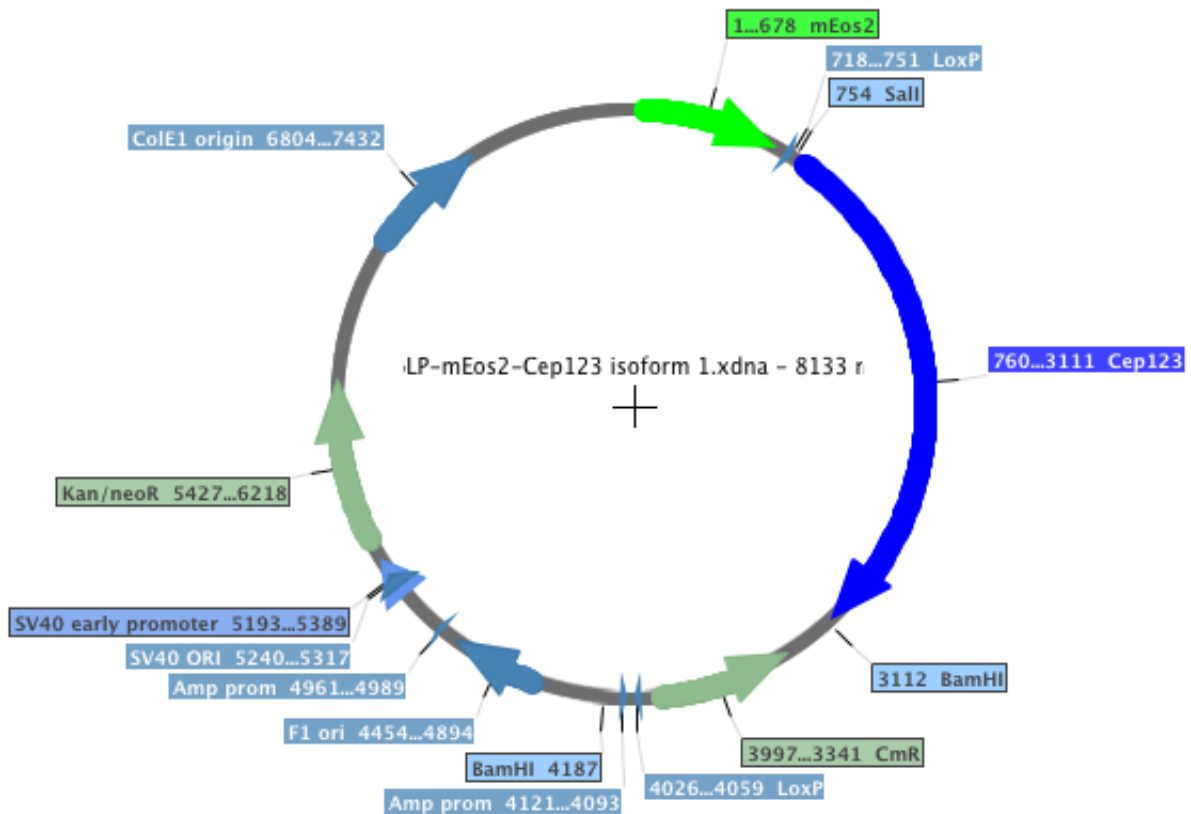 1...678 mEos2
718...751 LoxP
754 SalI
ColE1 origin 6804...7432
LP-mEos2-Cep123 isoform 1.xdna - 8133
760...3111 Cep123
Kan/neoR 5427...6218
SV40 early promoter 5193...5389
SV40 ORI 5240...5317
Amp prom 4961...4989
3112 BamHI
F1 ori 4454...4894
3997...3341 CmR
BamHI 4187
4026...4059 LoxP
Amp prom 4121...4093